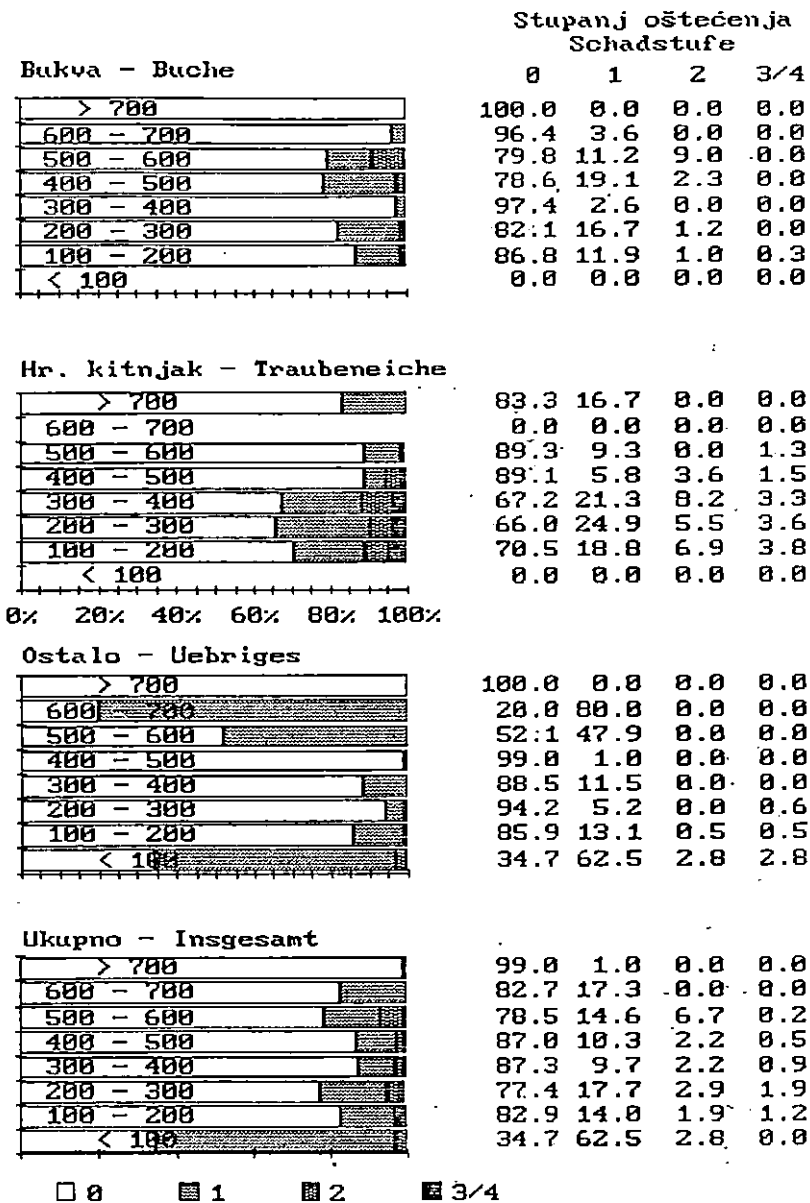 Stupanj oštećenja
Schadstufe
Bukva - Buche 0 1 2 3/4
> 700 100.0 0.0 0.0 0.0
600 - 700 96.4 3.6 0.0 0.0
500 - 600 79.8 11.2 9.0 0.0
400 - 500 78.6 19.1 2.3 0.0
300 - 400 97.4 2.6 0.0 0.0
200 - 300 82.1 16.7 1.2 0.0
100 - 200 86.8 11.9 1.0 0.3
< 100 0.0 0.0 0.0 0.0
Hr. kitnjak - Traubeneiche
> 700 83.3 16.7 0.0 0.0
600 - 700 0.0 0.0 0.0 0.0
500 - 600 89.3 9.3 0.0 1.3
400 - 500 89.1 5.8 3.6 1.5
300 - 400 67.2 21.3 8.2 3.3
200 - 300 66.0 24.9 5.5 3.6
100 - 200 70.5 18.8 6.9 3.8
< 100 0.0 0.0 0.0 0.0
0% 20% 40% 60% 80% 100%
Ostalo - Uebriges
> 700 100.0 0.0 0.0 0.0
600 - 700 20.0 80.0 0.0 0.0
500 - 600 52.1 47.9 0.0 0.0
400 - 500 99.0 1.0 0.0 0.0
300 - 400 88.5 11.5 0.0 0.0
200 - 300 94.2 5.2 0.0 0.6
100 - 200 85.9 13.1 0.5 0.5
< 100 34.7 62.5 2.8 2.8
Ukupno - Insgesamt
> 700 99.0 1.0 0.0 0.0
600 - 700 82.7 17.3 0.0 0.0
500 - 600 78.5 14.6 6.7 0.2
400 - 500 87.0 10.3 2.2 0.5
300 - 400 87.3 9.7 2.2 0.9
200 - 300 77.4 17.7 2.9 1.9
100 - 200 82.9 14.0 1.9 1.2
< 100 34.7 62.5 2.8 0.0
0 1 2 3/4